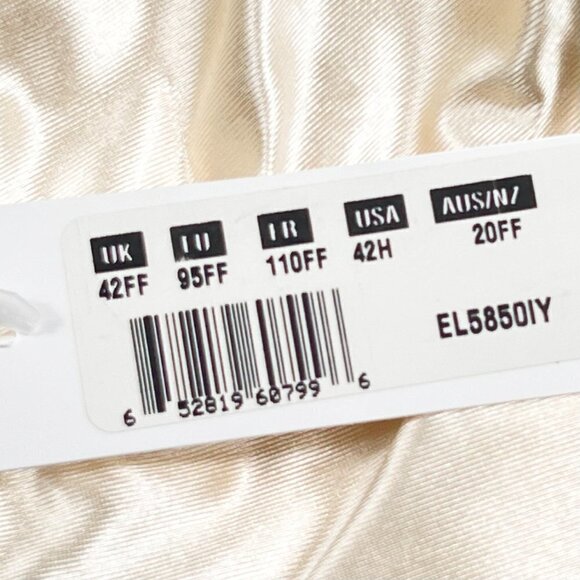 UK EU FR USA AUS/NZ
42FF 95FF 110FF 42H 20FF
EL5850IY
6 52819 60799 6